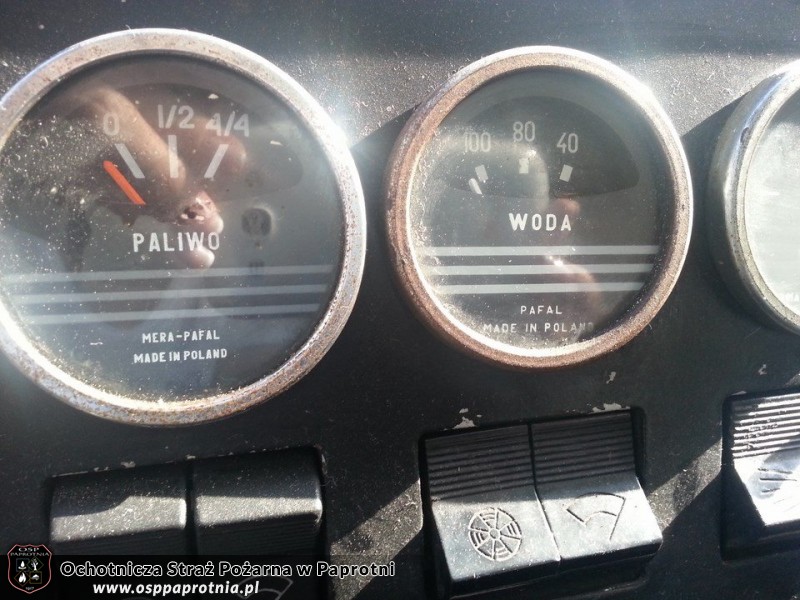 0 1/2 4/4
PALIWO
MERA-PAFAL
MADE IN POLAND
100 80 40
WODA
PAFAL
MADE IN POLAND
OSP
PAPROTNIA
Ochotnicza Straż Pożarna w Paprotni
www.osppaprotnia.pl